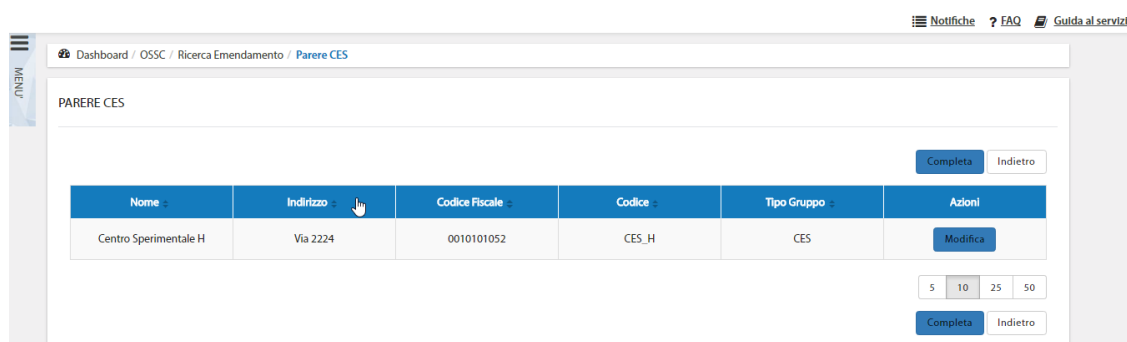 Notifiche ? FAQ Guida al servizi
MENU'
Dashboard / OSSC / Ricerca Emendamento / Parere CES
PARERE CES
Completa Indietro
Nome Indirizzo Codice Fiscale Codice Tipo Gruppo Azioni
Centro Sperimentale H Via 2224 0010101052 CES_H CES Modifica
5 10 25 50
Completa Indietro